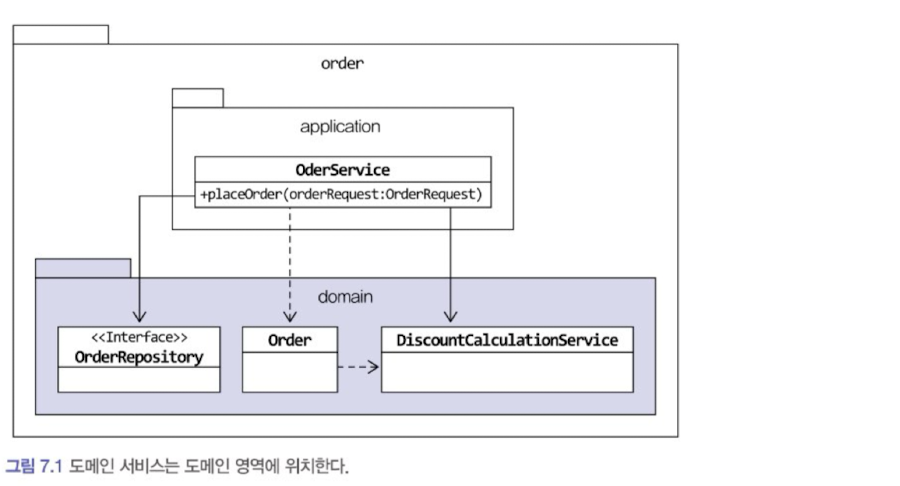 order
application
OderService
+placeOrder(orderRequest:OrderRequest)
domain
<<Interface>>
OrderRepository
Order
DiscountCalculationService
그림 7.1 도메인 서비스는 도메인 영역에 위치한다.